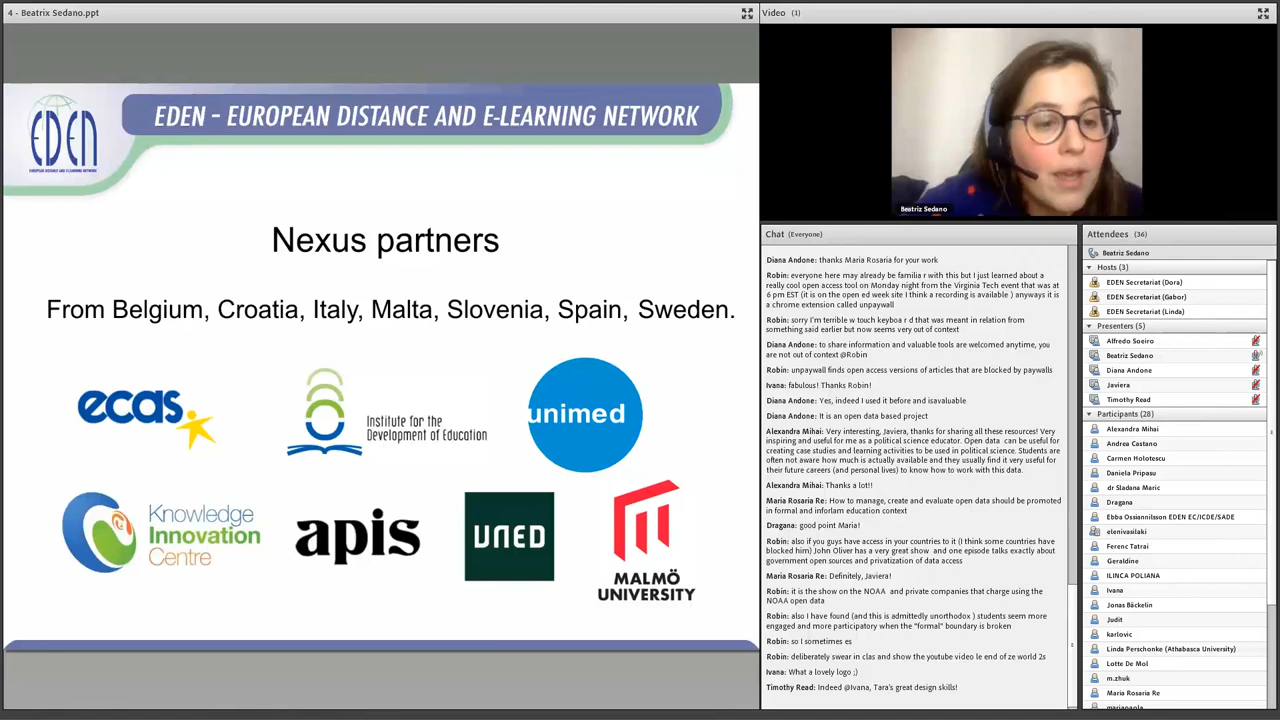 4 - Beatrix Sedano.ppt
EDEN
EUROPEAN DISTANCE AND E-LEARNING NETWORK
EDEN - EUROPEAN DISTANCE AND E-LEARNING NETWORK
Nexus partners
From Belgium, Croatia, Italy, Malta, Slovenia, Spain, Sweden.
ecas
Institute for the
Development of Education
unimed
Knowledge
Innovation
Centre
apis
UNED
MALMÖ
UNIVERSITY
Video (1)
Beatriz Sedano
Chat (Everyone)
Diana Andone: thanks Maria Rosaria for your work
Robin: everyone here may already be familia r with this but I just learned about a
really cool open access tool on Monday night from the Virginia Tech event that was at
6 pm EST (it is on the open ed week site I think a recording is available ) anyways it is
a chrome extension called unpaywall
Robin: sorry I'm terrible w touch keyboa r d that was meant in relation from
something said earlier but now seems very out of context
Diana Andone: to share information and valuable tools are welcomed anytime, you
are not out of context @Robin
Robin: unpaywall finds open access versions of articles that are blocked by paywalls
Ivana: fabulous! Thanks Robin!
Diana Andone: Yes, indeed I used it before and isavaluable
Diana Andone: It is an open data based project
Alexandra Mihai: Very interesting, Javiera, thanks for sharing all these resources! Very
inspiring and useful for me as a political science educator. Open data can be useful for
creating case studies and learning activities to be used in political science. Students are
often not aware how much is actually available and they usually find it very useful for
their future careers (and personal lives) to know how to work with this data.
Alexandra Mihai: Thanks a lot!!
Maria Rosaria Re: How to manage, create and evaluate open data should be promoted
in formal and inforlam education context
Dragana: good point Maria!
Robin: also if you guys have access in your countries to it (I think some countries have
blocked him) John Oliver has a very great show and one episode talks exactly about
government open sources and privatization of data access
Maria Rosaria Re: Definitely, Javiera!
Robin: it is the show on the NOAA and private companies that charge using the
NOAA open data
Robin: also I have found (and this is admittedly unorthodox ) students seem more
engaged and more participatory when the "formal" boundary is broken
Robin: so I sometimes es
Robin: deliberately swear in clas and show the youtube video le end of ze world 2s
Ivana: What a lovely logo ;)
Timothy Read: Indeed @Ivana, Tara's great design skills!
Attendees (36)
Beatriz Sedano
Hosts (3)
EDEN Secretariat (Dora)
EDEN Secretariat (Gabor)
EDEN Secretariat (Linda)
Presenters (5)
Alfredo Soeiro
Beatriz Sedano
Diana Andone
Javiera
Timothy Read
Participants (28)
Alexandra Mihai
Andrea Castano
Carmen Holotescu
Daniela Pripasu
dr Sladana Maric
Dragana
Ebba Ossiannilsson EDEN EC/ICDE/SADE
elenivasilaki
Ferenc Tatrai
Geraldine
ILINCA POLIANA
Ivana
Jonas Bäckelin
Judit
karlovic
Linda Perschonke (Athabasca University)
Lotte De Mol
m.zhuk
Maria Rosaria Re